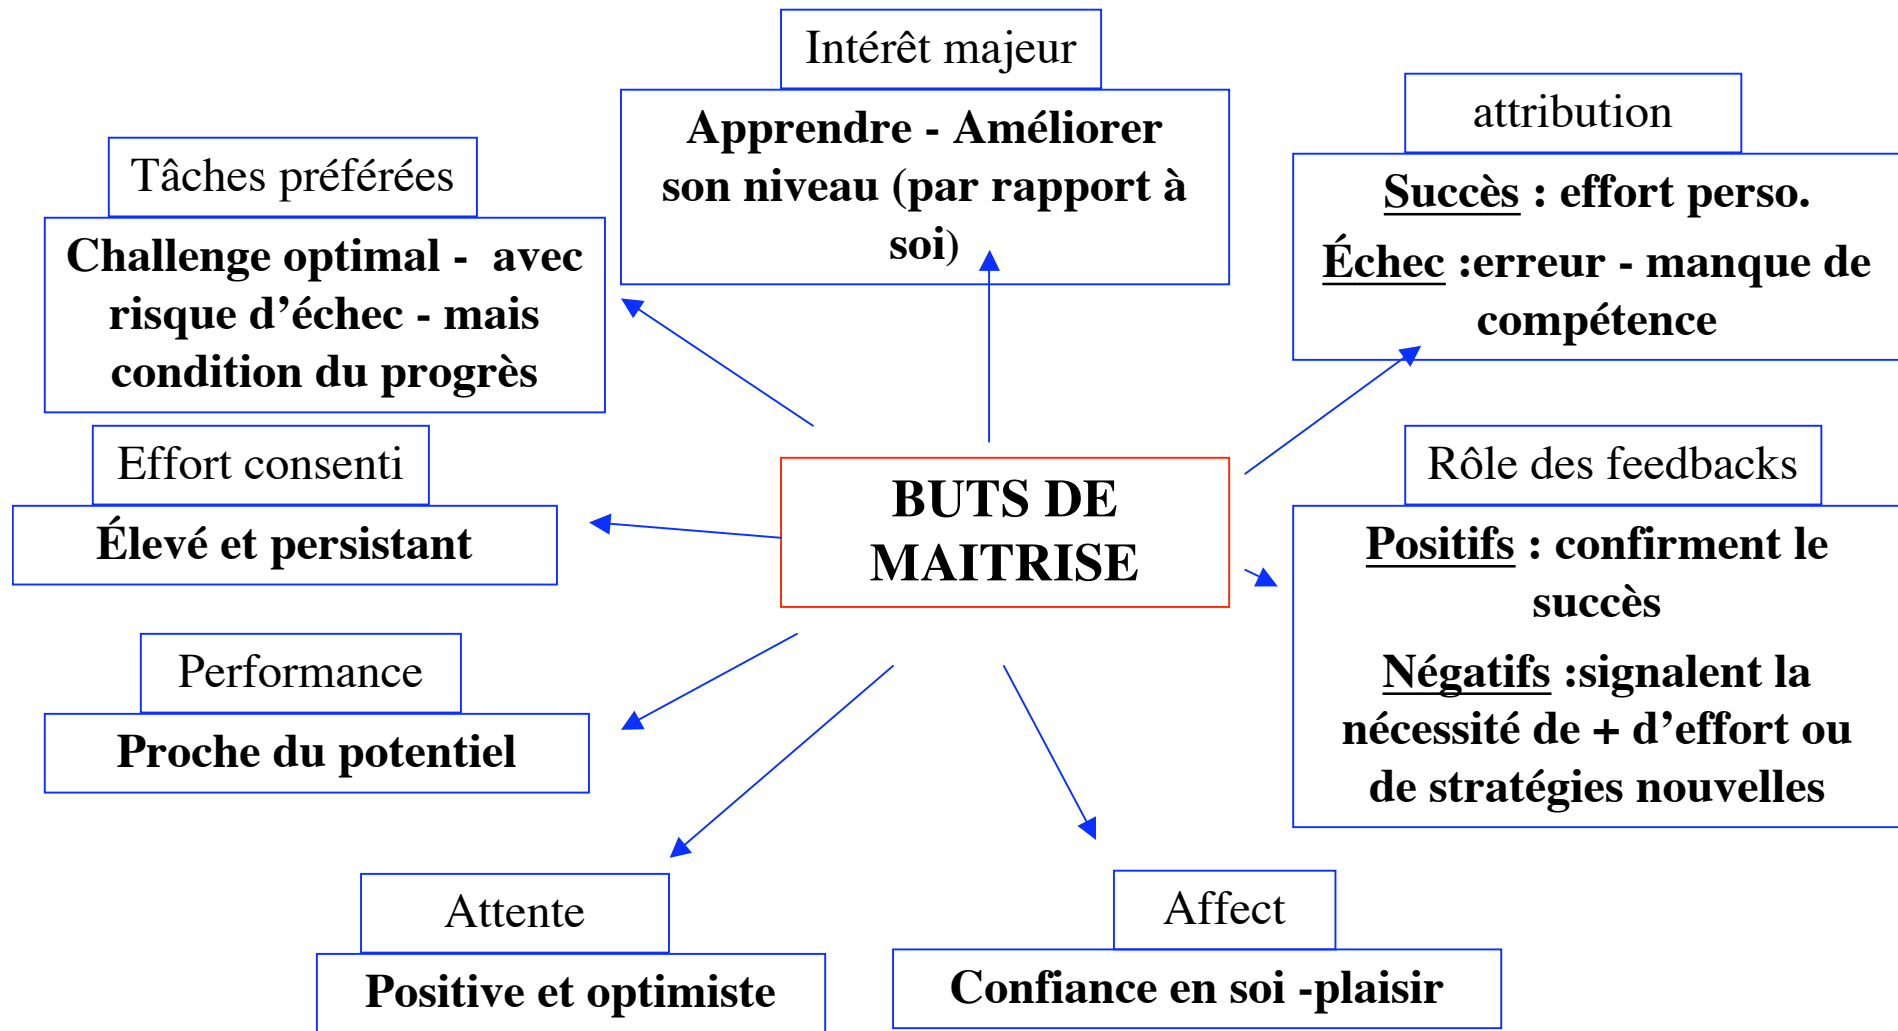 Intérêt majeur
Apprendre - Améliorer
son niveau (par rapport à
soi)
attribution
Succès : effort perso.
Échec :erreur - manque de
compétence
Tâches préférées
Challenge optimal - avec
risque d’échec - mais
condition du progrès
Effort consenti
Élevé et persistant
BUTS DE
MAITRISE
Rôle des feedbacks
Positifs : confirment le
succès
Négatifs :signalent la
nécessité de + d’effort ou
de stratégies nouvelles
Performance
Proche du potentiel
Attente
Positive et optimiste
Affect
Confiance en soi -plaisir